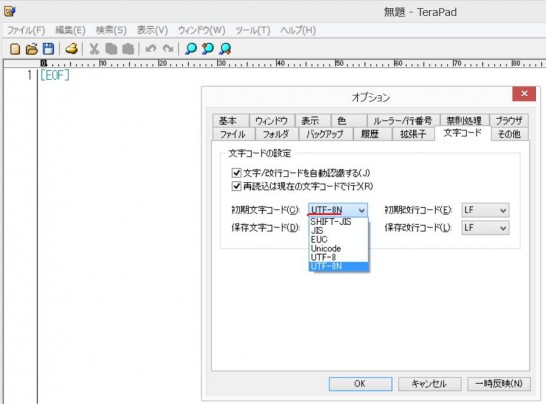 無題 - TeraPad
ファイル(F) 編集(E) 検索(S) 表示(V) ウィンドウ(W) ツール(T) ヘルプ(H)
0 10 20 30 40 50 60 70 80
1 [EOF]
オプション
基本 ウィンドウ 表示 色 ルーラー/行番号 禁則処理 ブラウザ
ファイル フォルダ バックアップ 履歴 拡張子 文字コード その他
文字コードの設定
文字/改行コードを自動認識する(J)
再読込は現在の文字コードで行う(R)
初期文字コード(C): UTF-8N 初期改行コード(E): LF
保存文字コード(D): 保存改行コード(L): LF
SHIFT-JIS
JIS
EUC
Unicode
UTF-8
UTF-8N
OK キャンセル 一時反映(N)